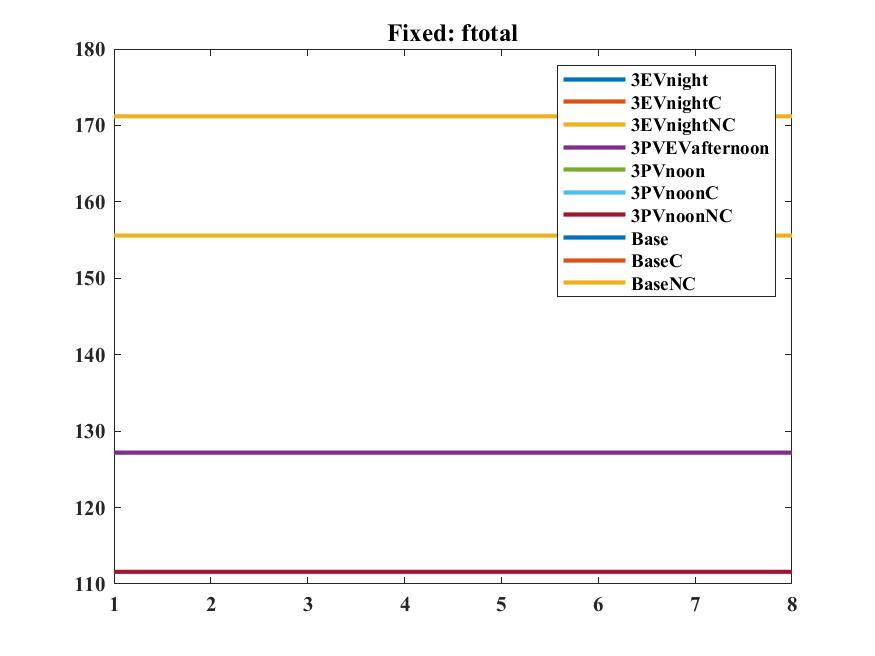 Fixed: ftotal
180
170
160
150
140
130
120
110
1 2 3 4 5 6 7 8
3EVnight
3EVnightC
3EVnightNC
3PVEVafternoon
3PVnoon
3PVnoonC
3PVnoonNC
Base
BaseC
BaseNC